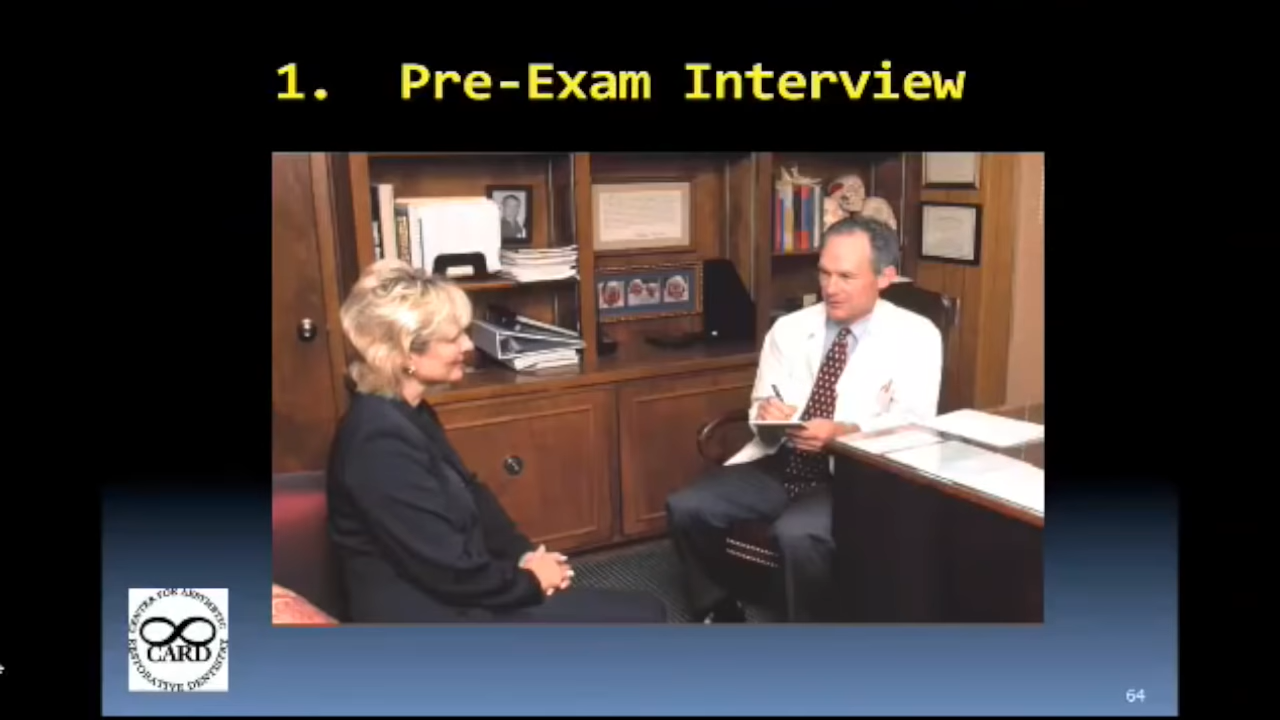 1. Pre-Exam Interview
CENTER FOR AESTHETIC
CARD
RESTORATIVE DENTISTRY
64